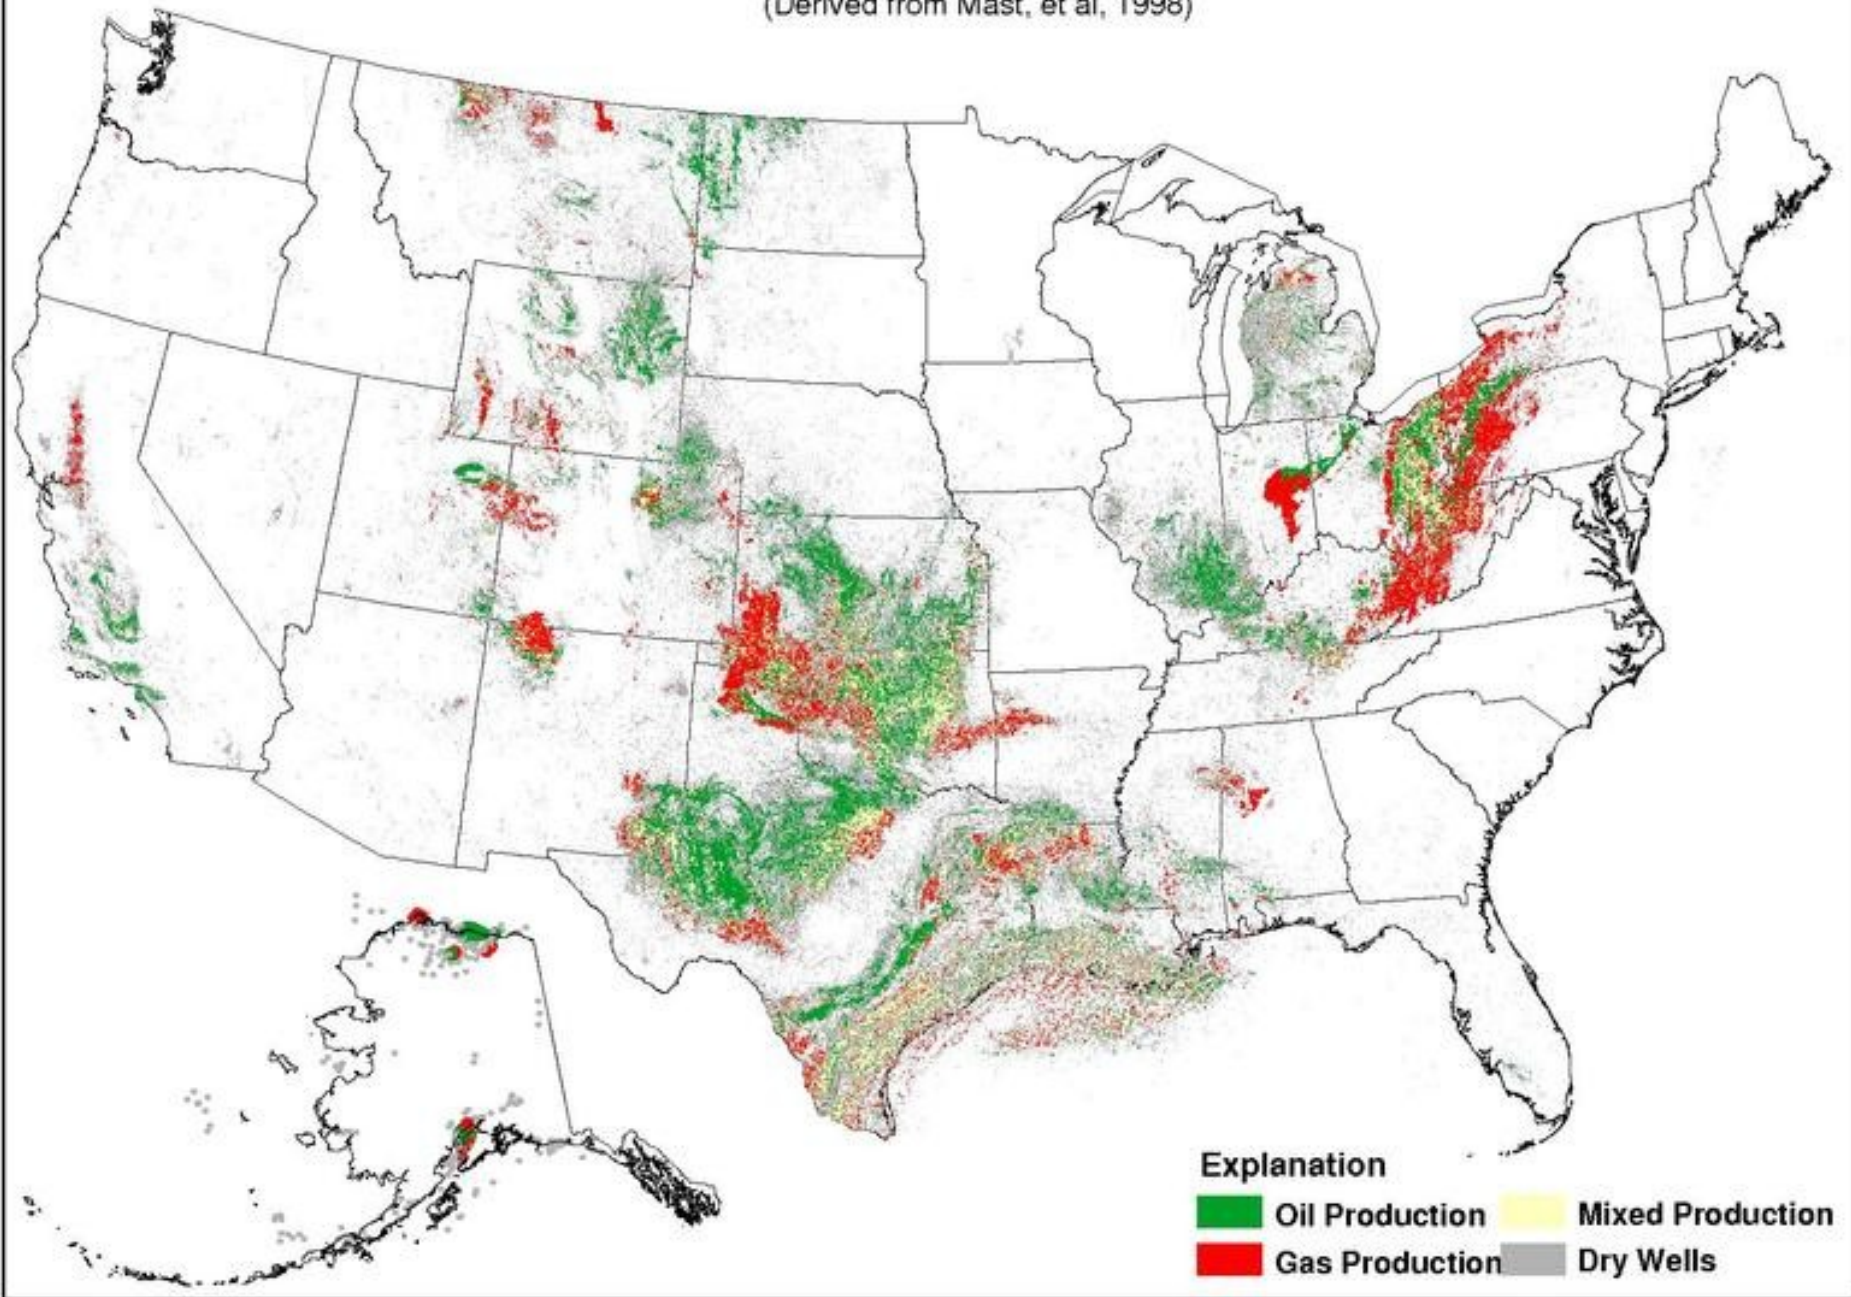 (Derived from Mast, et al, 1998)
Explanation
Oil Production
Mixed Production
Gas Production
Dry Wells